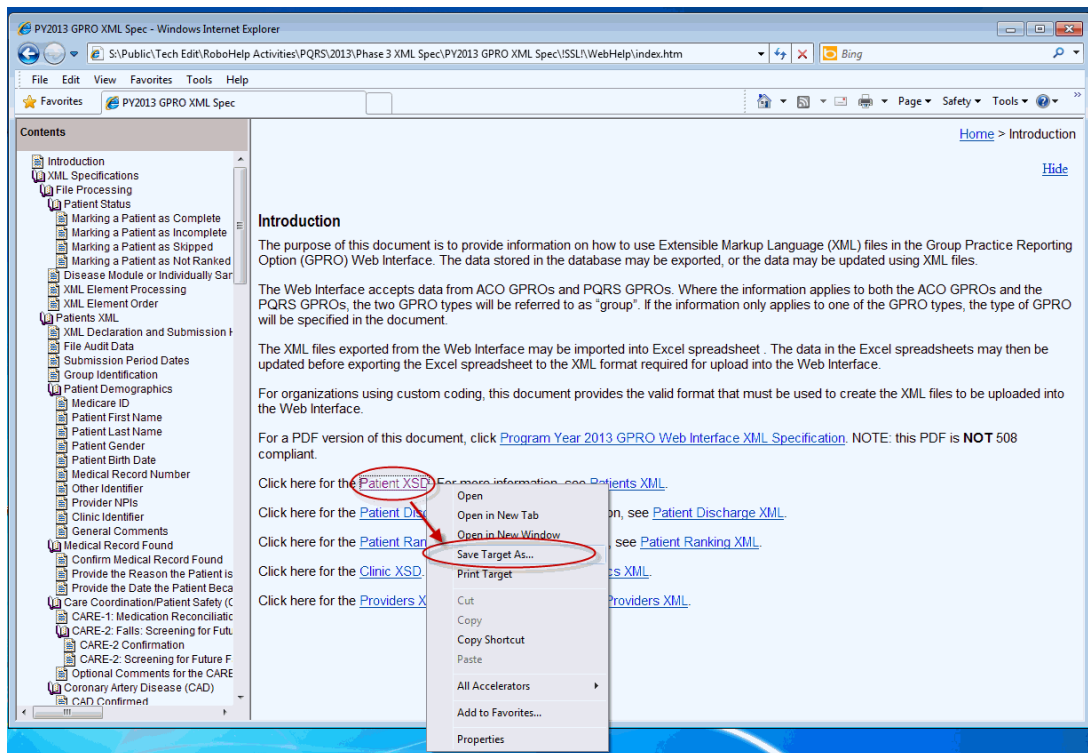 PY2013 GPRO XML Spec - Windows Internet Explorer
S:\Public\Tech Edit\RoboHelp Activities\PQRS\2013\Phase 3 XML Spec\PY2013 GPRO XML Spec\!SSL!\WebHelp\index.htm
Bing
File Edit View Favorites Tools Help
Favorites PY2013 GPRO XML Spec Page Safety Tools
Contents
Introduction
XML Specifications
File Processing
Patient Status
Marking a Patient as Complete
Marking a Patient as Incomplete
Marking a Patient as Skipped
Marking a Patient as Not Ranked
Disease Module or Individually Sar
XML Element Processing
XML Element Order
Patients XML
XML Declaration and Submission H
File Audit Data
Submission Period Dates
Group Identification
Patient Demographics
Medicare ID
Patient First Name
Patient Last Name
Patient Gender
Patient Birth Date
Medical Record Number
Other Identifier
Provider NPIs
Clinic Identifier
General Comments
Medical Record Found
Confirm Medical Record Found
Provide the Reason the Patient is
Provide the Date the Patient Beca
Care Coordination/Patient Safety (C
CARE-1: Medication Reconciliatic
CARE-2: Falls: Screening for Futu
CARE-2 Confirmation
CARE-2: Screening for Future F
Optional Comments for the CARE
Coronary Artery Disease (CAD)
CAD Confirmed
Home > Introduction
Hide
Introduction
The purpose of this document is to provide information on how to use Extensible Markup Language (XML) files in the Group Practice Reporting
Option (GPRO) Web Interface. The data stored in the database may be exported, or the data may be updated using XML files.
The Web Interface accepts data from ACO GPROs and PQRS GPROs. Where the information applies to both the ACO GPROs and the
PQRS GPROs, the two GPRO types will be referred to as “group”. If the information only applies to one of the GPRO types, the type of GPRO
will be specified in the document.
The XML files exported from the Web Interface may be imported into Excel spreadsheet . The data in the Excel spreadsheets may then be
updated before exporting the Excel spreadsheet to the XML format required for upload into the Web Interface.
For organizations using custom coding, this document provides the valid format that must be used to create the XML files to be uploaded into
the Web Interface.
For a PDF version of this document, click Program Year 2013 GPRO Web Interface XML Specification. NOTE: this PDF is NOT 508
compliant.
Click here for the Patient XSD. For more information, see Patients XML.
Click here for the Patient Disc on, see Patient Discharge XML.
Click here for the Patient Ran , see Patient Ranking XML.
Click here for the Clinic XSD. cs XML.
Click here for the Providers X Providers XML.
Open
Open in New Tab
Open in New Window
Save Target As...
Print Target
Cut
Copy
Copy Shortcut
Paste
All Accelerators
Add to Favorites...
Properties